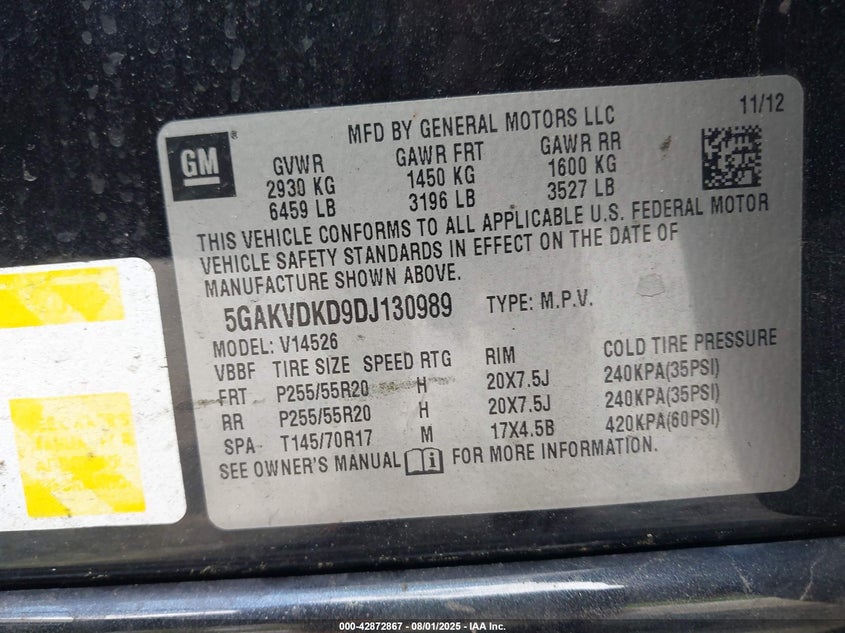 11/12
MFD BY GENERAL MOTORS LLC
GM®
GVWR GAWR FRT GAWR RR
2930 KG 1450 KG 1600 KG
6459 LB 3196 LB 3527 LB
THIS VEHICLE CONFORMS TO ALL APPLICABLE U.S. FEDERAL MOTOR
VEHICLE SAFETY STANDARDS IN EFFECT ON THE DATE OF
MANUFACTURE SHOWN ABOVE.
5GAKVDKD9DJ130989 TYPE: M.P.V.
MODEL: V14526
VBBF TIRE SIZE SPEED RTG RIM COLD TIRE PRESSURE
FRT P255/55R20 H 20X7.5J 240KPA(35PSI)
RR P255/55R20 H 20X7.5J 240KPA(35PSI)
SPA T145/70R17 M 17X4.5B 420KPA(60PSI)
SEE OWNER'S MANUAL FOR MORE INFORMATION.
000-42872867 - 08/01/2025 - IAA Inc.